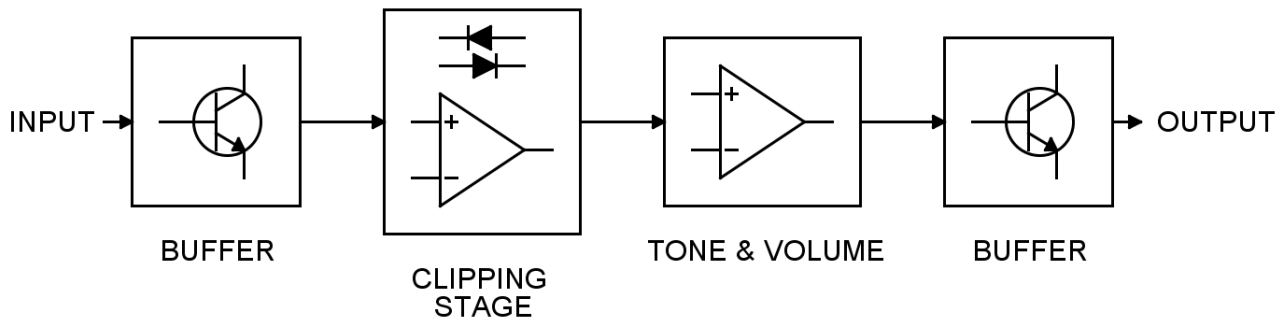 INPUT
OUTPUT
+
−
+
−
BUFFER
CLIPPING
STAGE
TONE & VOLUME
BUFFER